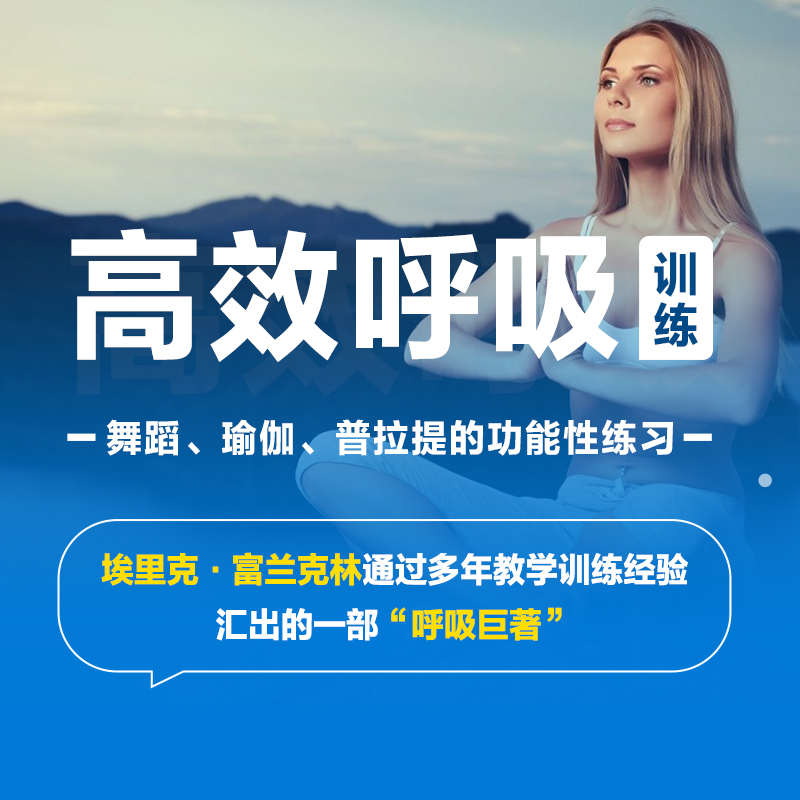 高效呼吸训练
一舞蹈、瑜伽、普拉提的功能性练习一
埃里克·富兰克林通过多年教学训练经验
汇出的一部“呼吸巨著”